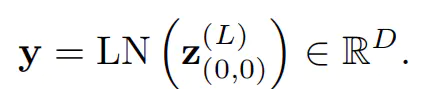 y = LN ( z_{(0,0)}^{(L)} ) ∈ ℝ^D.